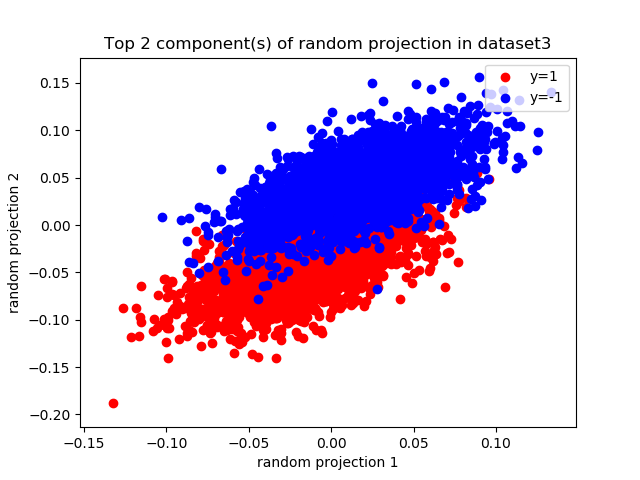 Top 2 component(s) of random projection in dataset3
y=1
y=-1
0.15
0.10
0.05
0.00
−0.05
−0.10
−0.15
−0.20
random projection 2
−0.15
−0.10
−0.05
0.00
0.05
0.10
random projection 1